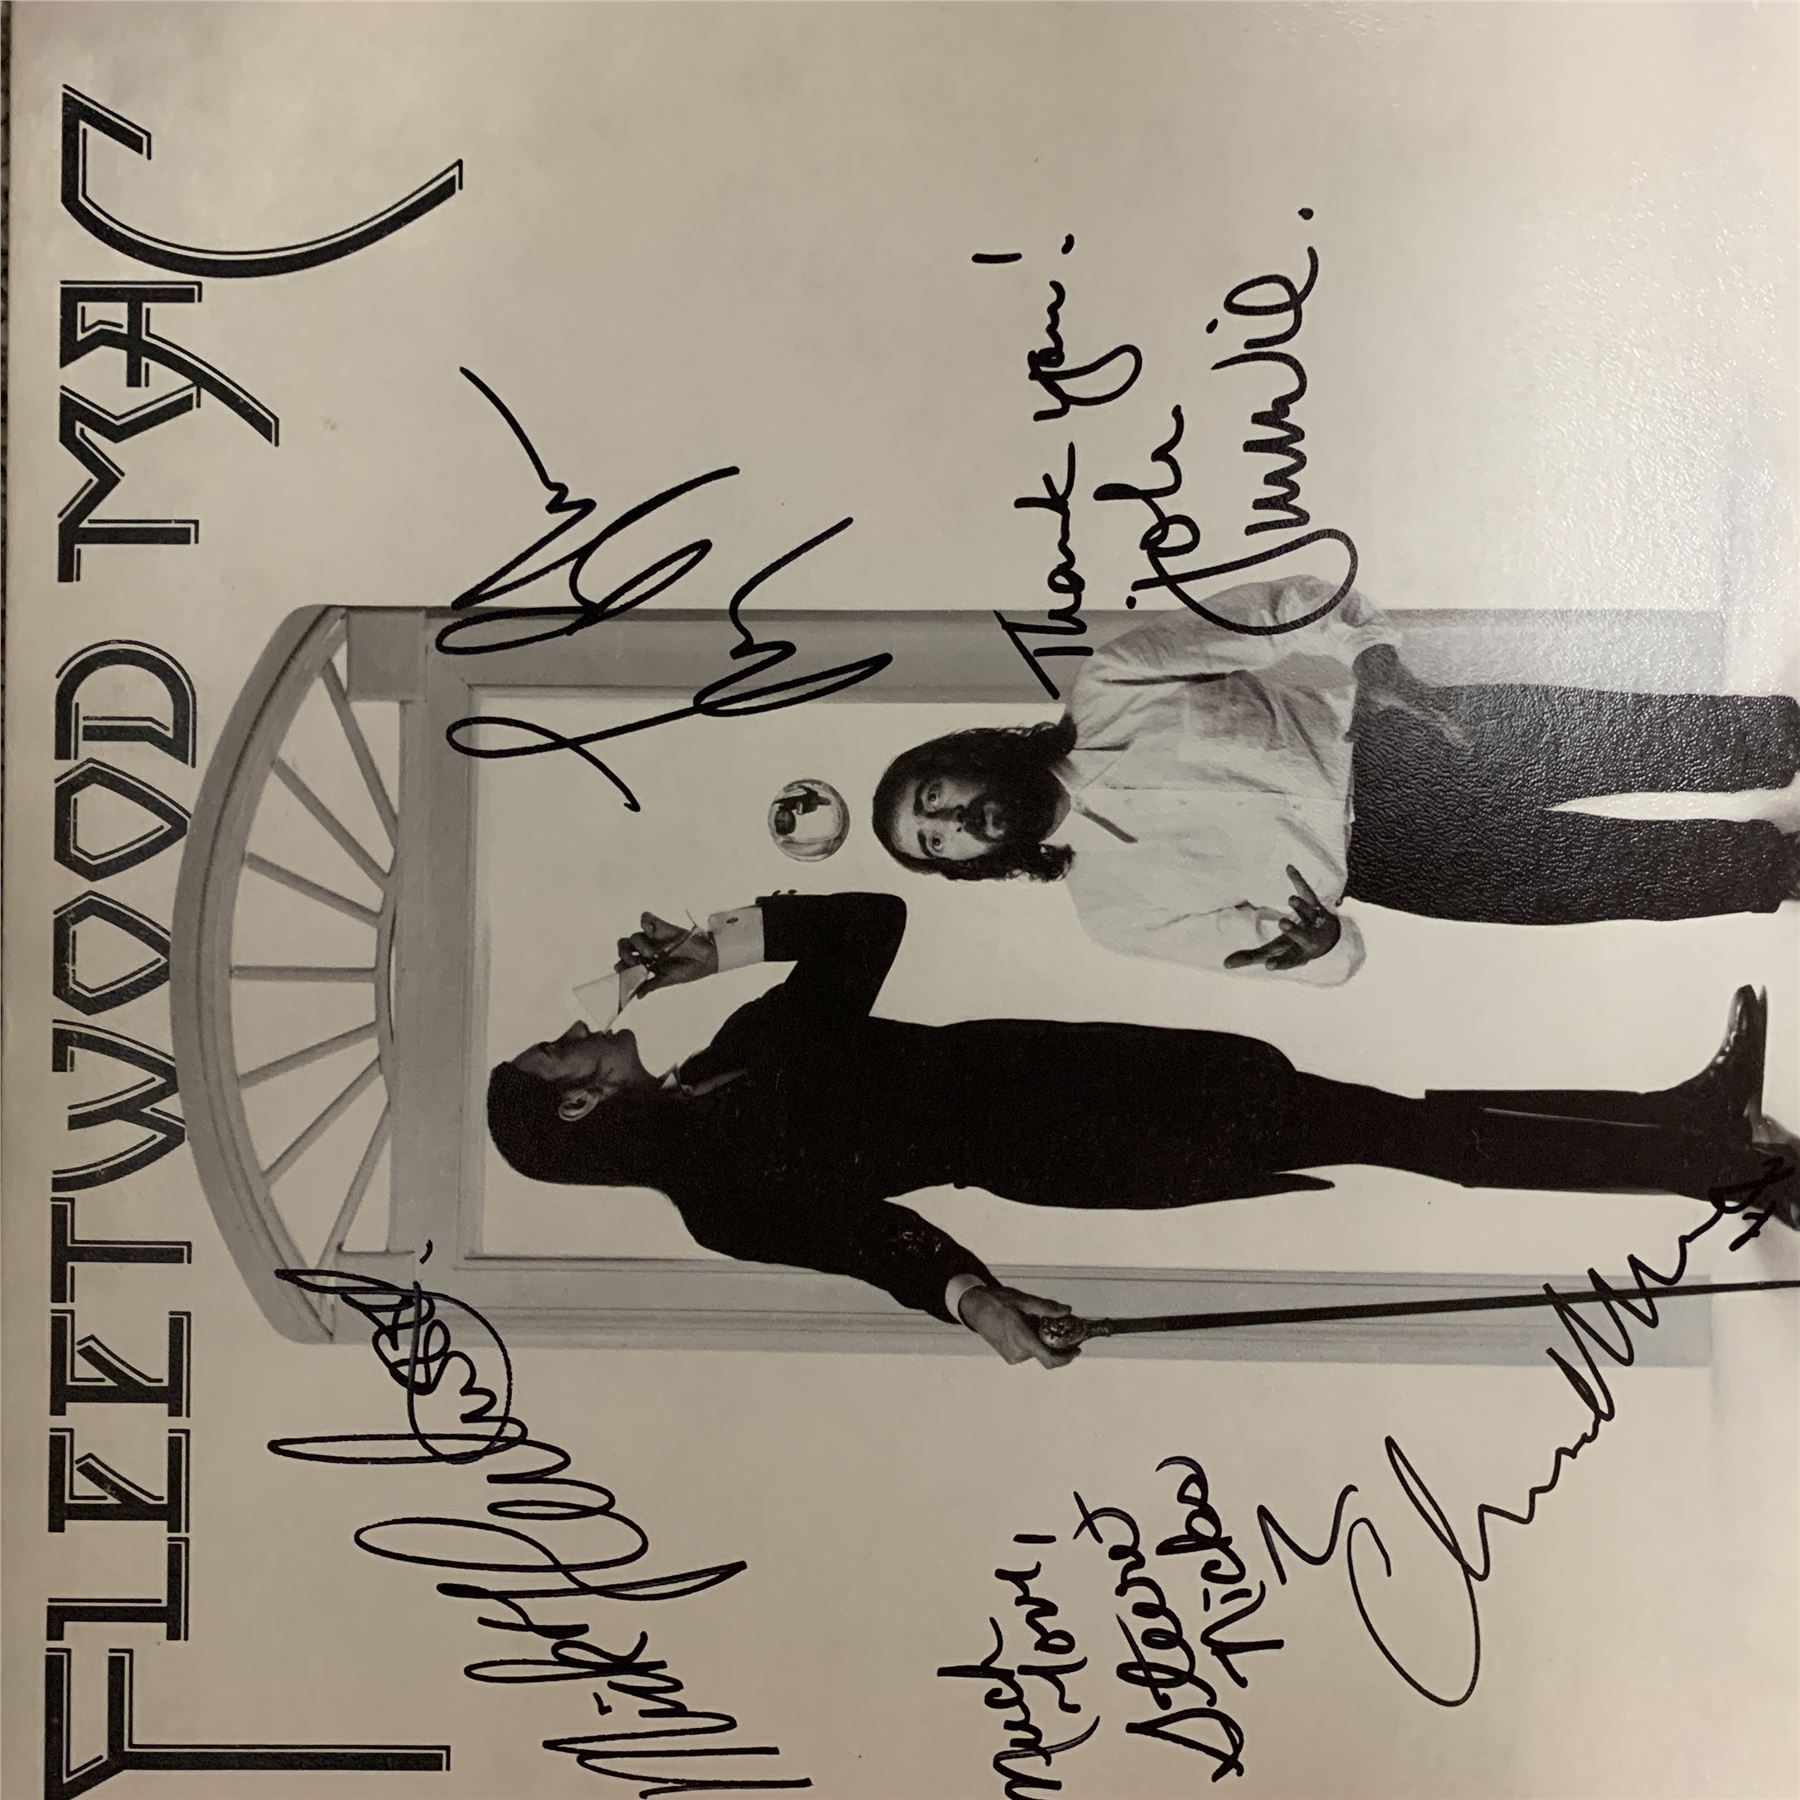 FLEETWOOD MAC
Mick Fleetwood.
Thank you!
John
McVie.
Much
Love,
Stevie
Nicks